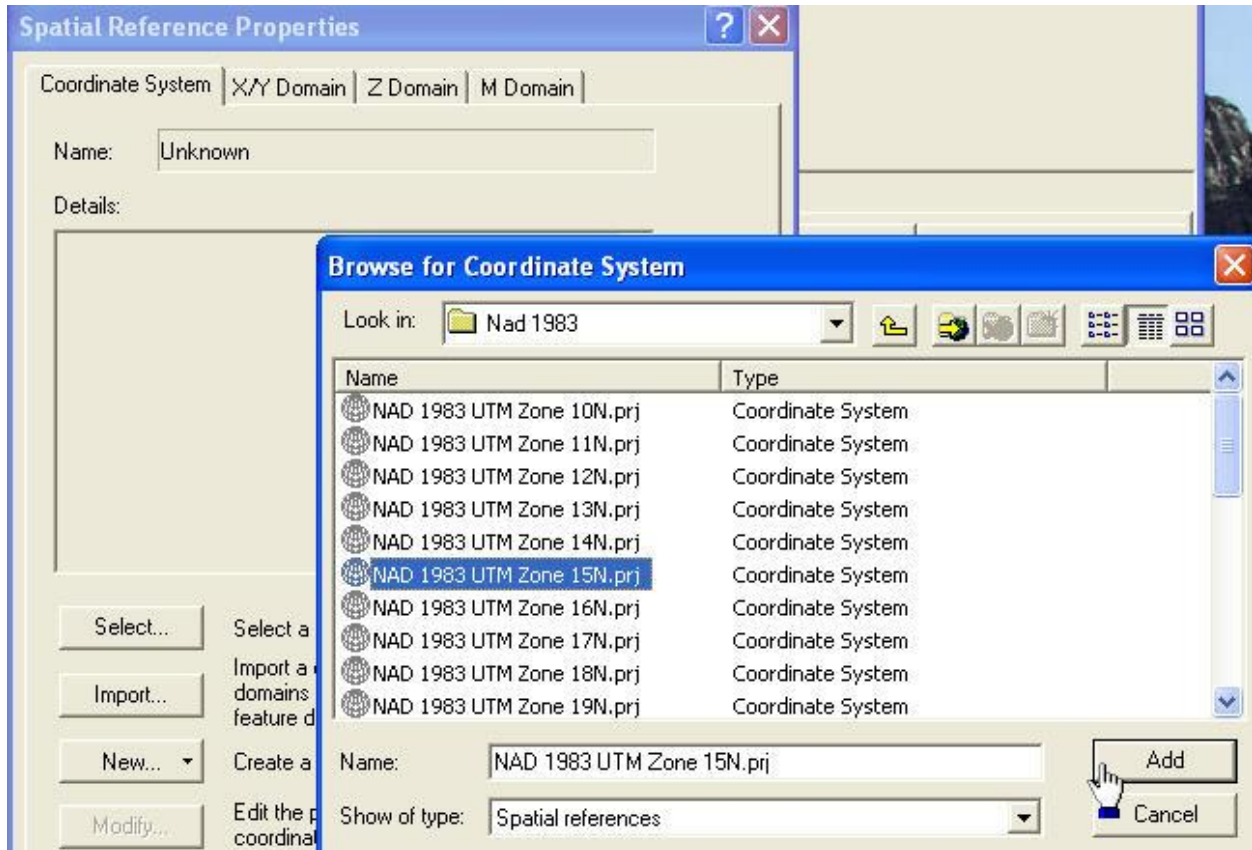 Spatial Reference Properties
Coordinate System X/Y Domain Z Domain M Domain
Name: Unknown
Details:
Browse for Coordinate System
Look in: Nad 1983
Name Type
NAD 1983 UTM Zone 10N.prj Coordinate System
NAD 1983 UTM Zone 11N.prj Coordinate System
NAD 1983 UTM Zone 12N.prj Coordinate System
NAD 1983 UTM Zone 13N.prj Coordinate System
NAD 1983 UTM Zone 14N.prj Coordinate System
NAD 1983 UTM Zone 15N.prj Coordinate System
NAD 1983 UTM Zone 16N.prj Coordinate System
NAD 1983 UTM Zone 17N.prj Coordinate System
NAD 1983 UTM Zone 18N.prj Coordinate System
NAD 1983 UTM Zone 19N.prj Coordinate System
Select... Select a
Import a
Import... domains
feature d
New... Create a
Modify... Edit the p
coordinat
Name: NAD 1983 UTM Zone 15N.prj Add
Show of type: Spatial references Cancel